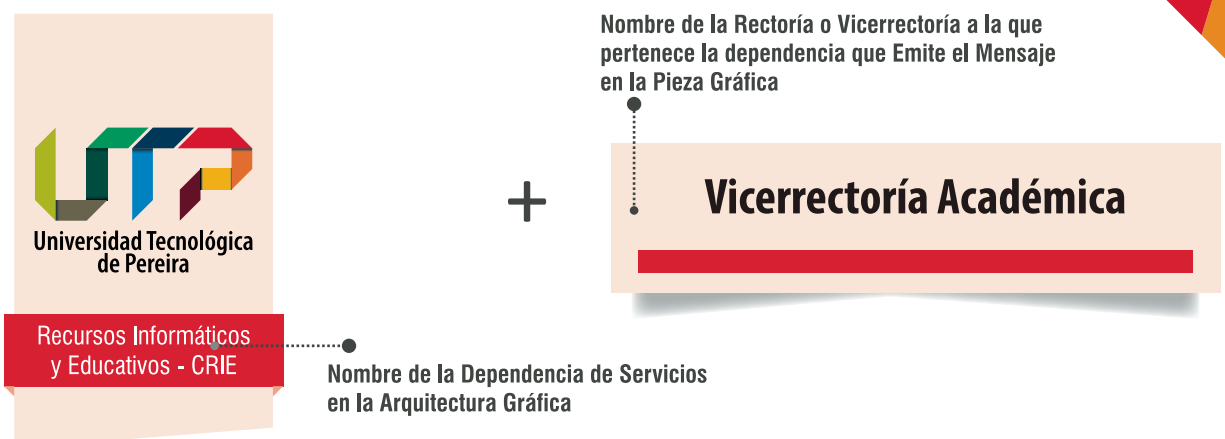 Nombre de la Rectoría o Vicerrectoría a la que
pertenece la dependencia que Emite el Mensaje
en la Pieza Gráfica
UTP
Universidad Tecnológica
de Pereira
+
Vicerrectoría Académica
Recursos Informáticos
y Educativos - CRIE
Nombre de la Dependencia de Servicios
en la Arquitectura Gráfica